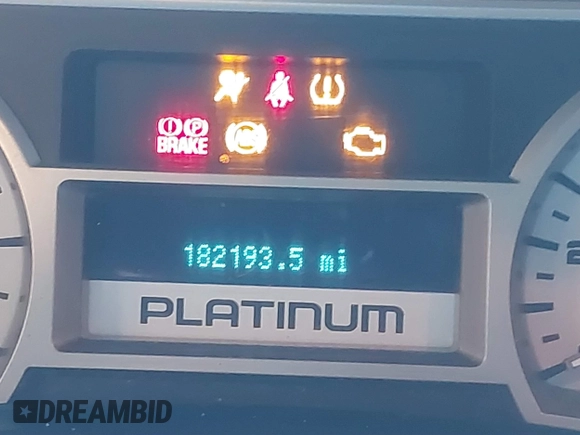 BRAKE
182193.5 mi
PLATINUM
DREAMBID